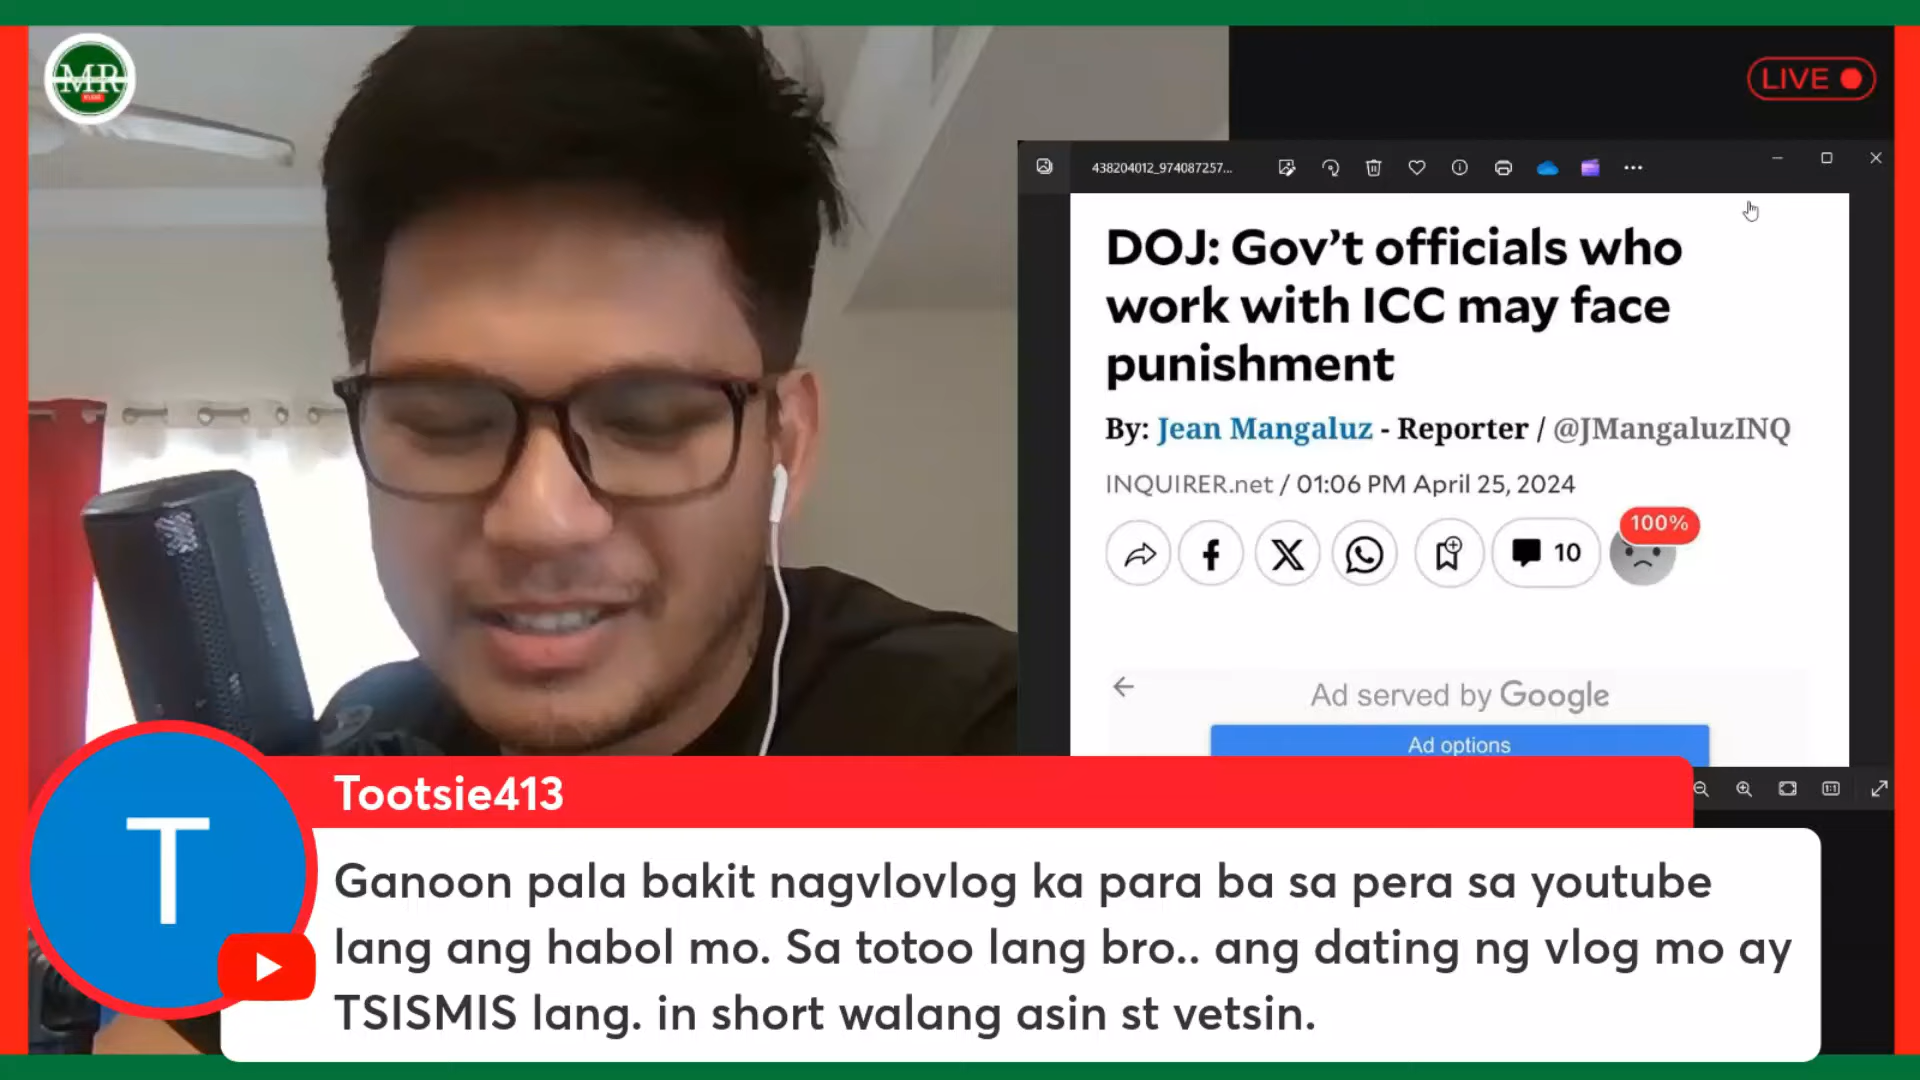 MR
LIVE
438204012_974087257...
DOJ: Gov’t officials who
work with ICC may face
punishment
By: Jean Mangaluz - Reporter / @JMangaluzINQ
INQUIRER.net / 01:06 PM April 25, 2024
10
100%
Ad served by Google
Ad options
1:1
T
Tootsie413
Ganoon pala bakit nagvlovlog ka para ba sa pera sa youtube
lang ang habol mo. Sa totoo lang bro.. ang dating ng vlog mo ay
TSISMIS lang. in short walang asin st vetsin.